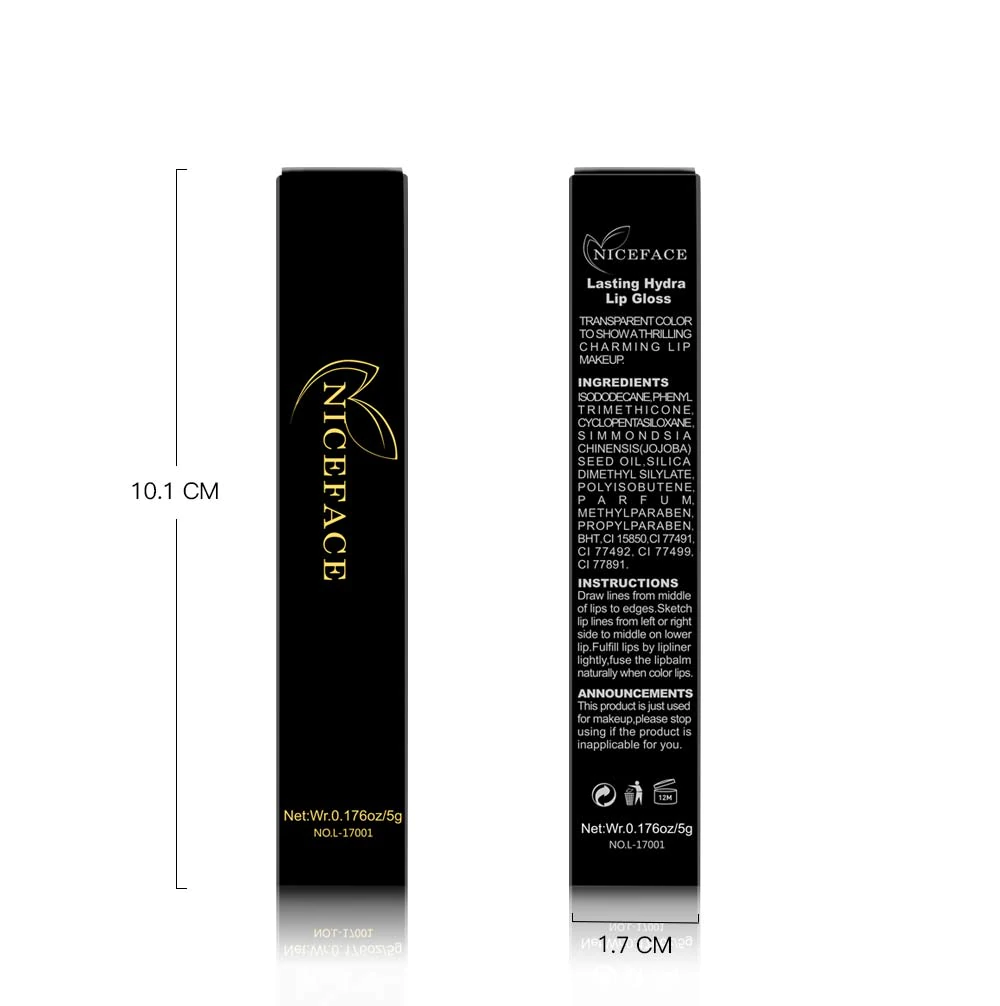 10.1 CM
NICEFACE
Net:Wr.0.176oz/5g
NO.L-17001
NICEFACE
Lasting Hydra
Lip Gloss
TRANSPARENT COLOR
TO SHOW A THRILLING
CHARMING LIP
MAKEUP.
INGREDIENTS
ISODODECANE, PHENYL
TRIMETHICONE,
CYCLOPENTASILOXANE,
SIMMONDSIA
CHINENSIS(JOJOBA)
SEED OIL,SILICA
DIMETHYL SILYLATE,
POLYISOBUTENE,
PARFUM,
METHYLPARABEN,
PROPYLPARABEN,
BHT,CI 15850,CI 77491,
CI 77492, CI 77499,
CI 77891,
INSTRUCTIONS
Draw lines from middle
of lips to edges.Sketch
lip lines from left or right
side to middle on lower
lip.Fulfill lips by lipliner
lightly,fuse the lipbalm
naturally when color lips.
ANNOUNCEMENTS
This product is just used
for makeup,please stop
using if the product is
inapplicable for you.
12M
Net:Wr.0.176oz/5g
NO.L-17001
1.7 CM